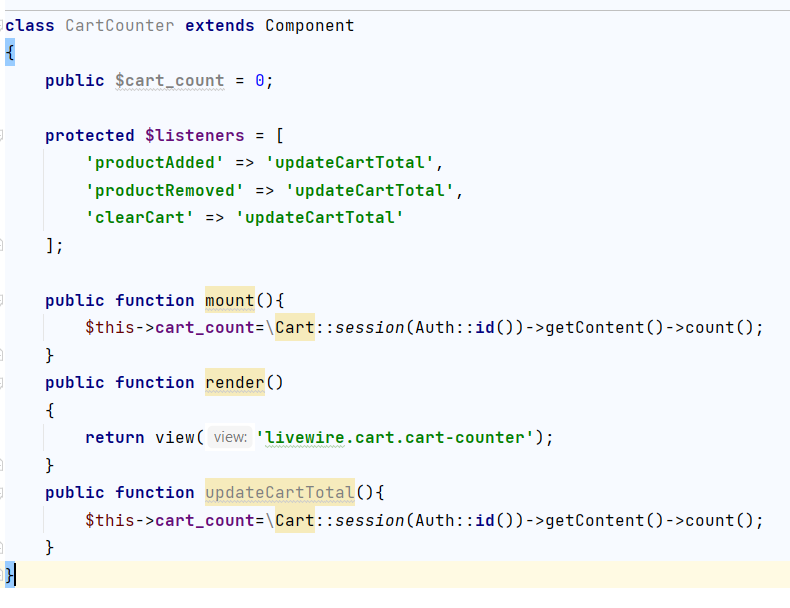 class CartCounter extends Component
{
    public $cart_count = 0;
    protected $listeners = [
        'productAdded' => 'updateCartTotal',
        'productRemoved' => 'updateCartTotal',
        'clearCart' => 'updateCartTotal'
    ];
    public function mount(){
        $this->cart_count=\Cart::session(Auth::id())->getContent()->count();
    }
    public function render()
    {
        return view( view: 'livewire.cart.cart-counter');
    }
    public function updateCartTotal(){
        $this->cart_count=\Cart::session(Auth::id())->getContent()->count();
    }
}